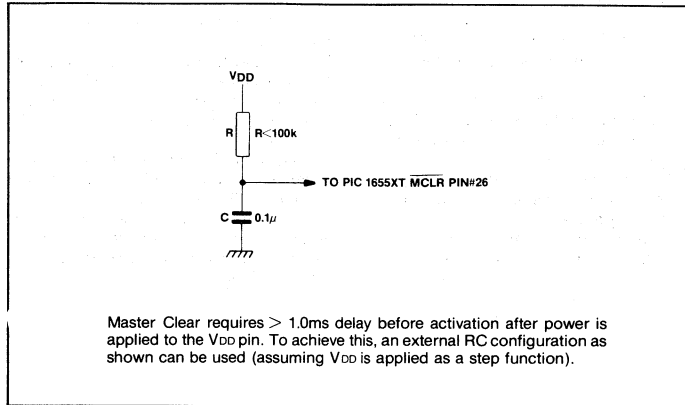 VDD
R R<100k
TO PIC 1655XT MCLR PIN#26
C 0.1μ
Master Clear requires > 1.0ms delay before activation after power is
applied to the VDD pin. To achieve this, an external RC configuration as
shown can be used (assuming VDD is applied as a step function).